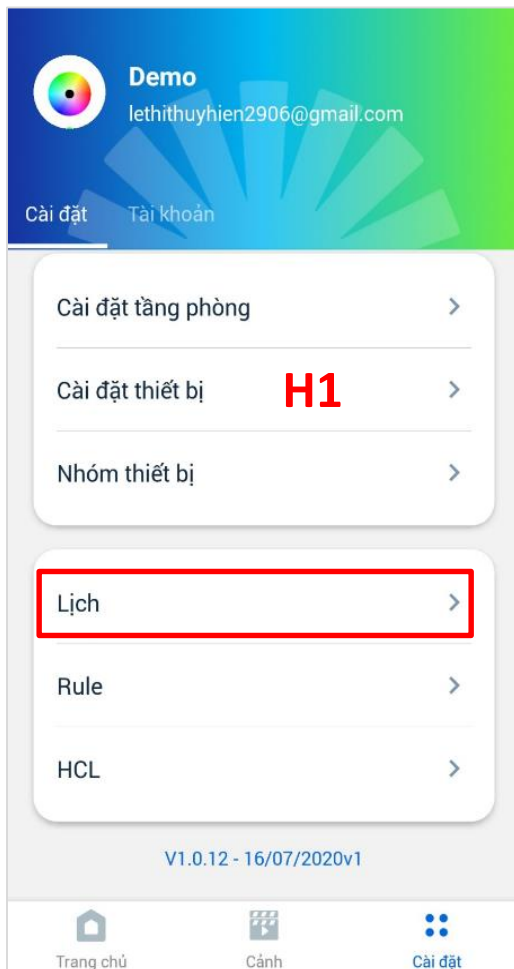 Demo
lethithuyhien2906@gmail.com
Cài đặt Tài khoản
Cài đặt tầng phòng
Cài đặt thiết bị H1
Nhóm thiết bị
Lịch
Rule
HCL
V1.0.12 - 16/07/2020v1
Trang chủ Cảnh Cài đặt